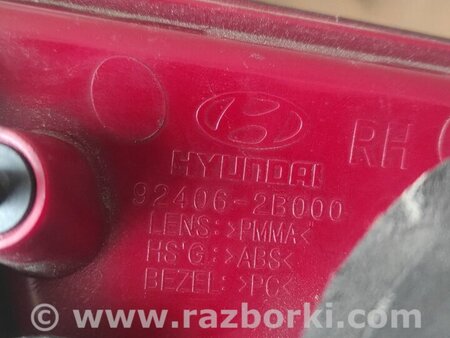 RH
HYUNDAI
92406-2B000
LENS:>PMMA<
HS'G:>ABS<
BEZEL:>PC<
www.razborki.com